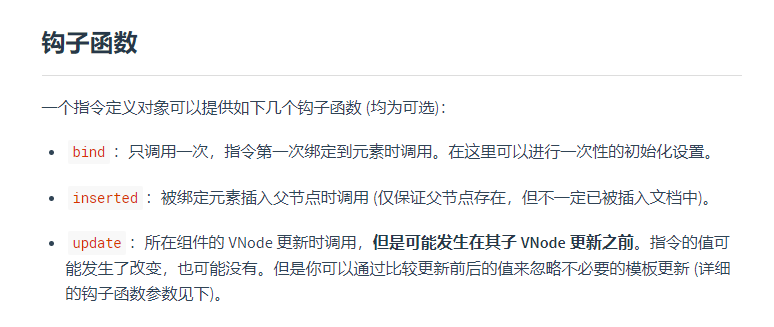 钩子函数
一个指令定义对象可以提供如下几个钩子函数 (均为可选)：
bind：只调用一次，指令第一次绑定到元素时调用。在这里可以进行一次性的初始化设置。
inserted：被绑定元素插入父节点时调用 (仅保证父节点存在，但不一定已被插入文档中)。
update：所在组件的 VNode 更新时调用，但是可能发生在其子 VNode 更新之前。指令的值可
能发生了改变，也可能没有。但是你可以通过比较更新前后的值来忽略不必要的模板更新 (详细
的钩子函数参数见下)。